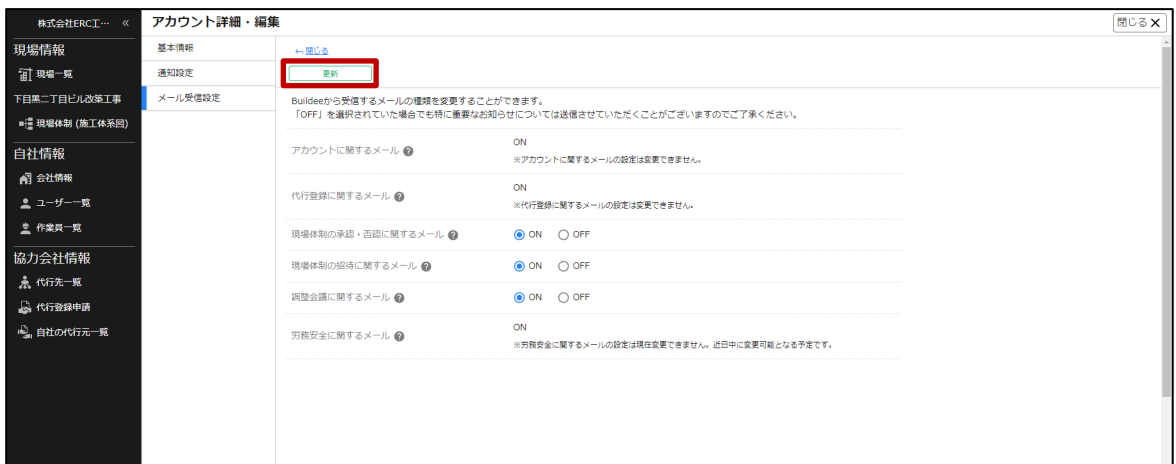 株式会社ERC工… «
アカウント詳細・編集
閉じる ×
現場情報
現場一覧
下目黒二丁目ビル改築工事
現場体制 (施工体系図)
自社情報
会社情報
ユーザー一覧
作業員一覧
協力会社情報
代行先一覧
代行登録申請
自社の代行元一覧
基本情報
通知設定
メール受信設定
閉じる
更新
Buildeeから受信するメールの種類を変更することができます。
「OFF」を選択されていた場合でも特に重要なお知らせについては送信させていただくことがございますのでご了承ください。
アカウントに関するメール ?
ON
※アカウントに関するメールの設定は変更できません。
代行登録に関するメール ?
ON
※代行登録に関するメールの設定は変更できません。
現場体制の承認・否認に関するメール ? ON OFF
現場体制の招待に関するメール ? ON OFF
調整会議に関するメール ? ON OFF
労務安全に関するメール ?
ON
※労務安全に関するメールの設定は現在変更できません。近日中に変更可能となる予定です。